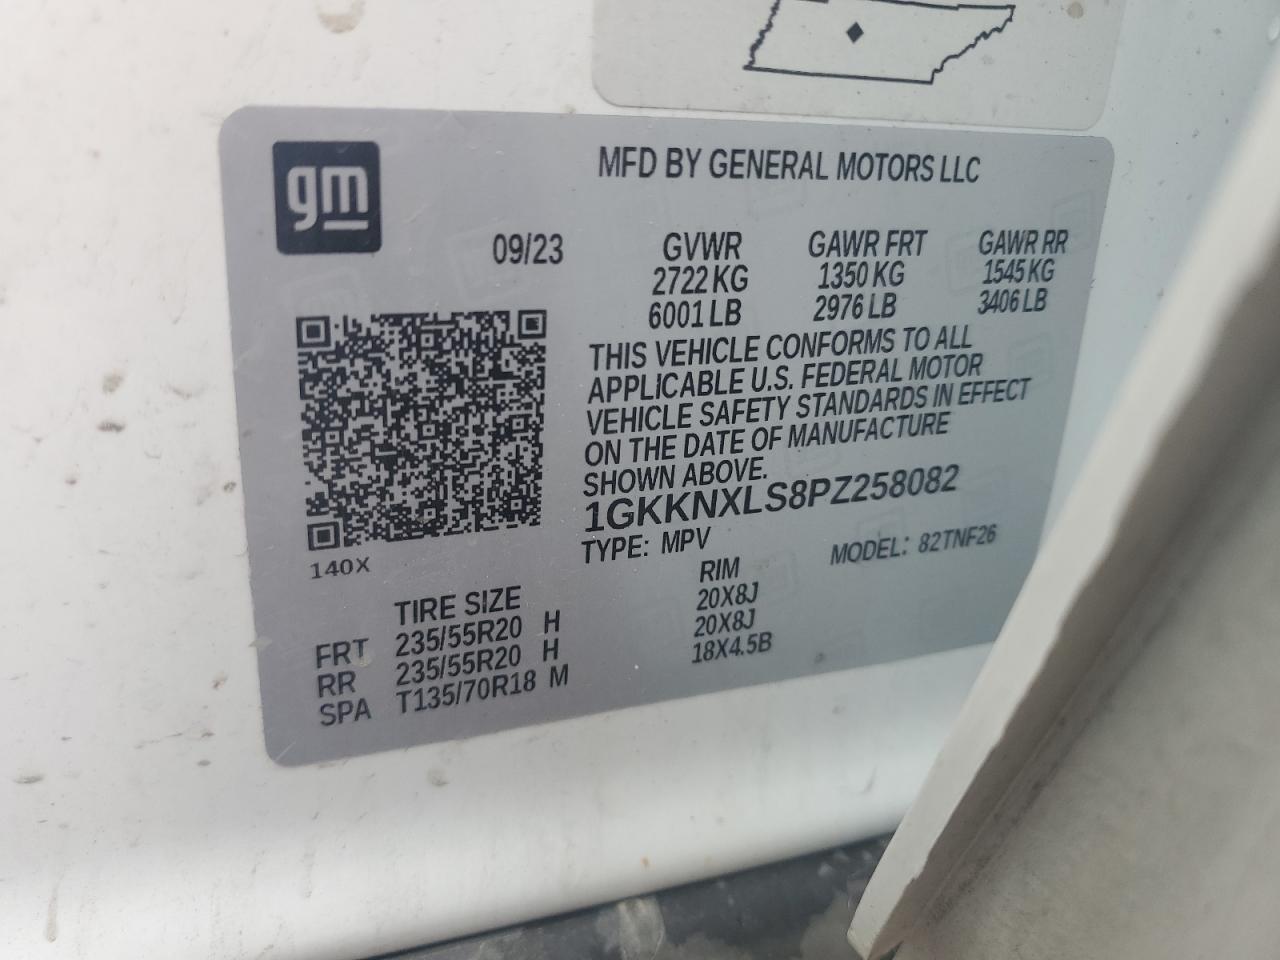 gm
MFD BY GENERAL MOTORS LLC
09/23
GVWR GAWR FRT GAWR RR
2722 KG 1350 KG 1545 KG
6001 LB 2976 LB 3406 LB
THIS VEHICLE CONFORMS TO ALL
APPLICABLE U.S. FEDERAL MOTOR
VEHICLE SAFETY STANDARDS IN EFFECT
ON THE DATE OF MANUFACTURE
SHOWN ABOVE.
1GKKNXLS8PZ258082
TYPE: MPV MODEL: 82TNF26
140X
TIRE SIZE RIM
FRT 235/55R20 H 20X8J
RR 235/55R20 H 20X8J
SPA T135/70R18 M 18X4.5B